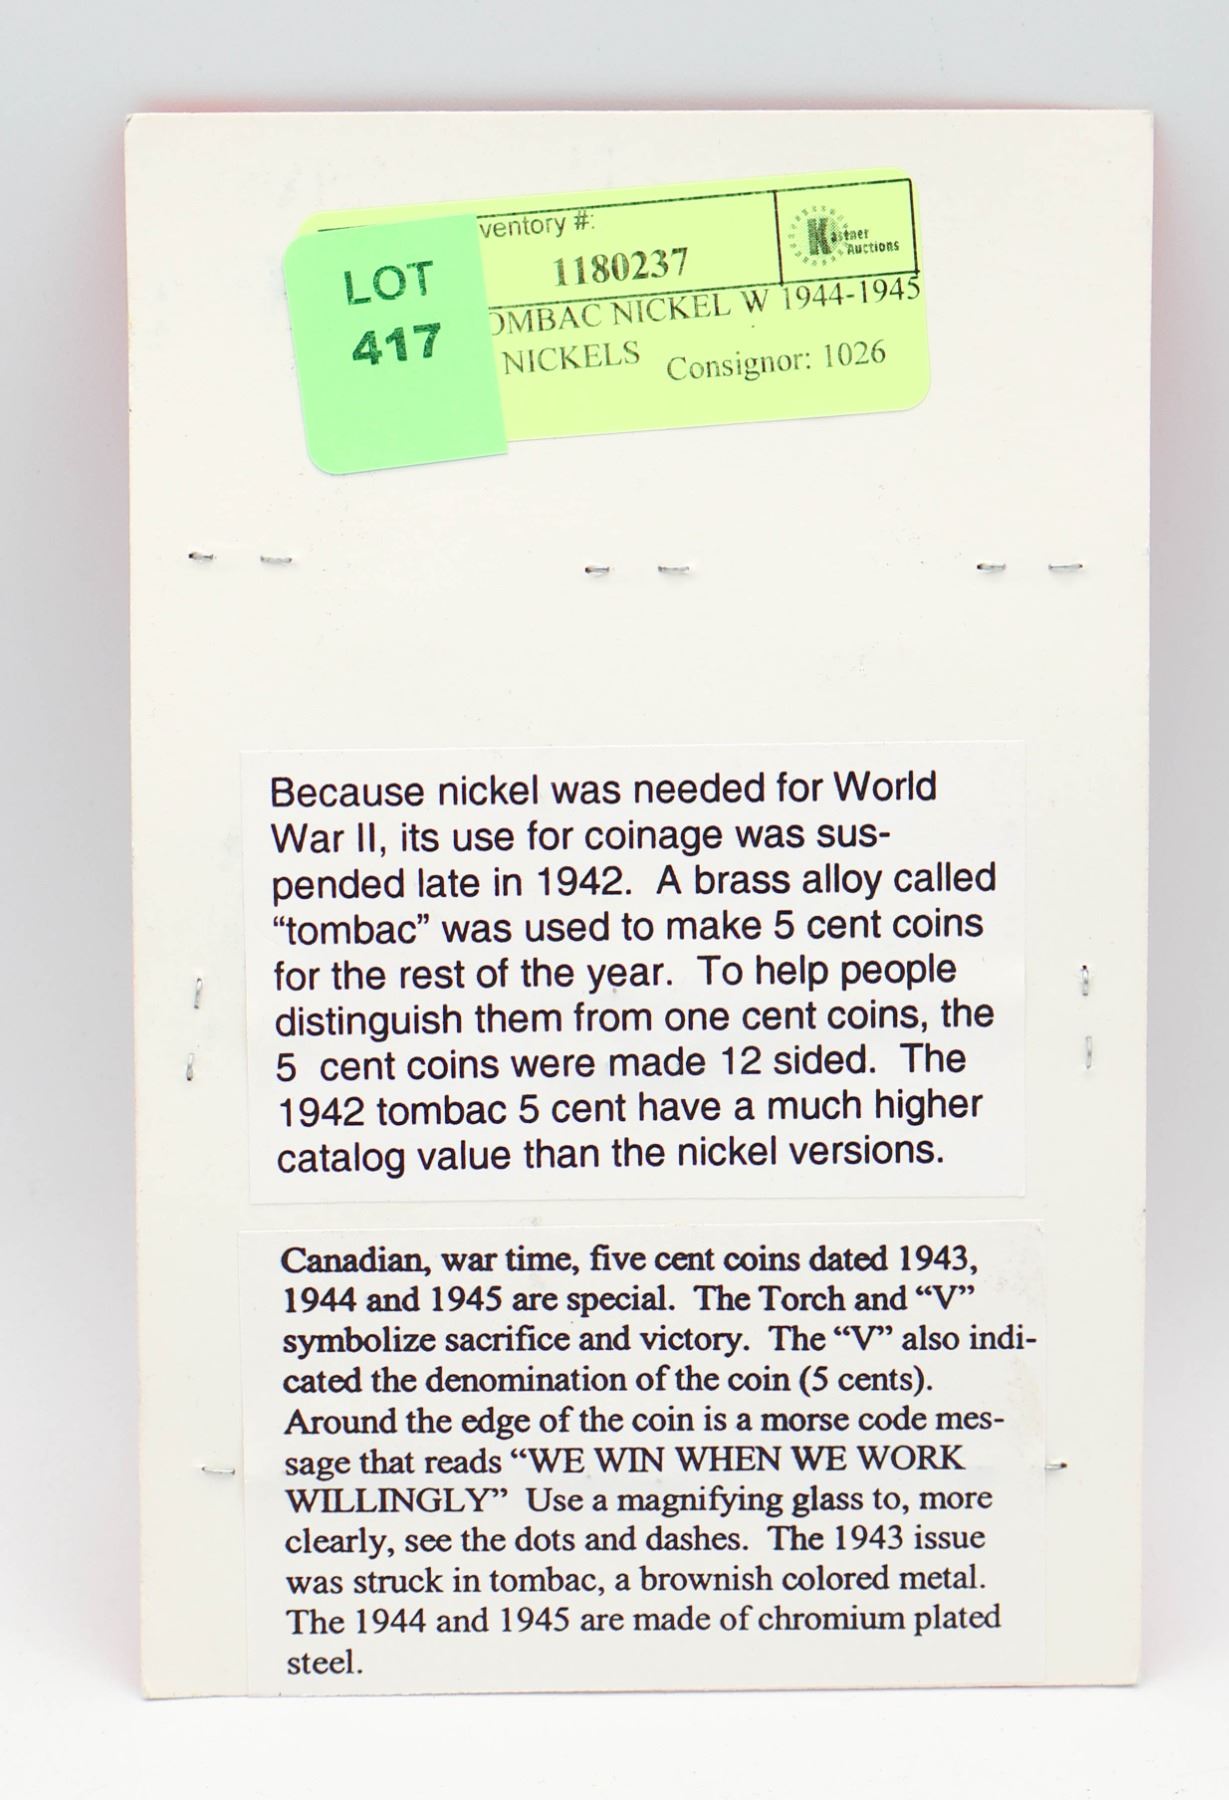 LOT
417
ventory #:
1180237
Kastner
Auctions
OMBAC NICKEL W 1944-1945
NICKELS
Consignor: 1026
Because nickel was needed for World
War II, its use for coinage was sus-
pended late in 1942. A brass alloy called
“tombac” was used to make 5 cent coins
for the rest of the year. To help people
distinguish them from one cent coins, the
5 cent coins were made 12 sided. The
1942 tombac 5 cent have a much higher
catalog value than the nickel versions.
Canadian, war time, five cent coins dated 1943,
1944 and 1945 are special. The Torch and “V”
symbolize sacrifice and victory. The “V” also indi-
cated the denomination of the coin (5 cents).
Around the edge of the coin is a morse code mes-
sage that reads “WE WIN WHEN WE WORK
WILLINGLY” Use a magnifying glass to, more
clearly, see the dots and dashes. The 1943 issue
was struck in tombac, a brownish colored metal.
The 1944 and 1945 are made of chromium plated
steel.